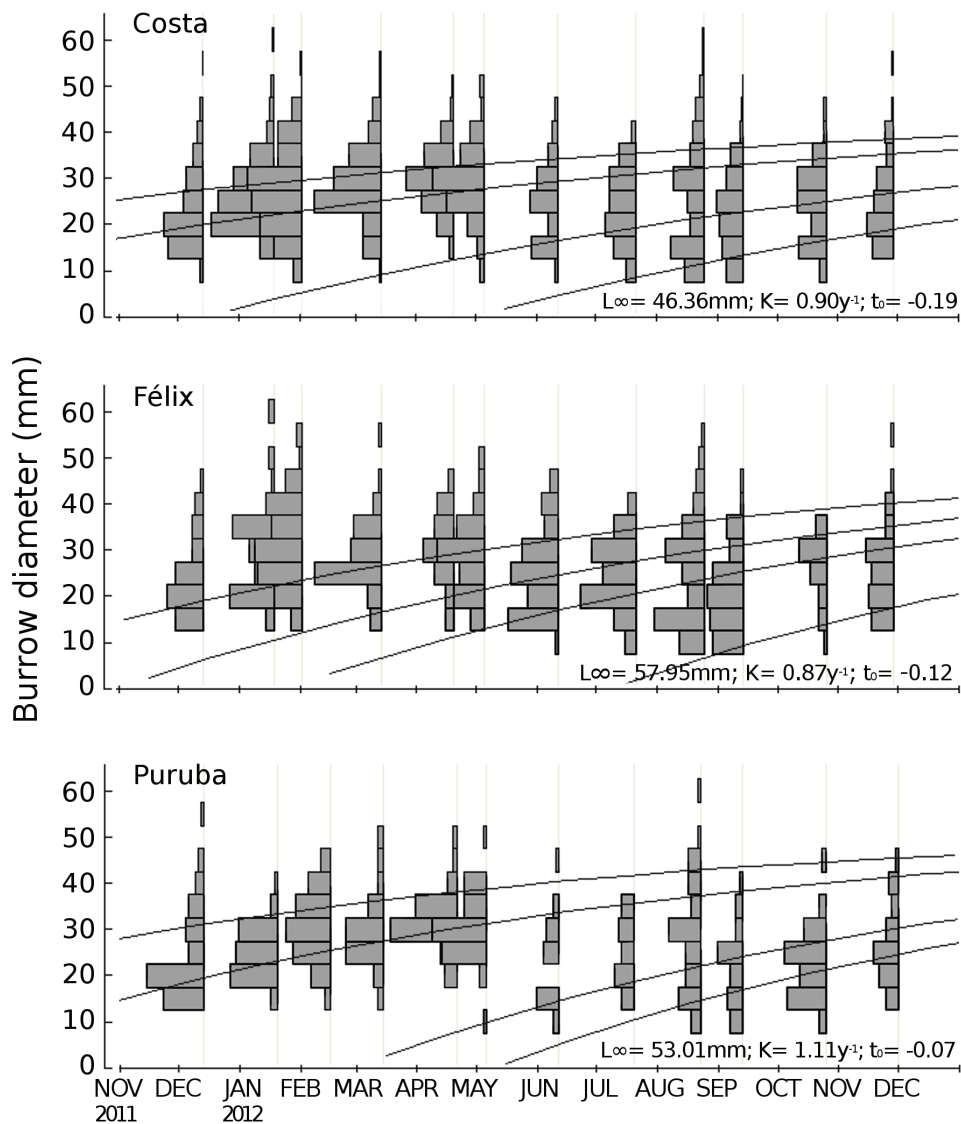 Costa
60
50
40
30
20
10
0
L∞= 46.36mm; K= 0.90y-1; t0= -0.19
Burrow diameter (mm)
Félix
60
50
40
30
20
10
0
L∞= 57.95mm; K= 0.87y-1; t0= -0.12
Puruba
60
50
40
30
20
10
0
L∞= 53.01mm; K= 1.11y-1; t0= -0.07
NOV DEC JAN FEB MAR APR MAY JUN JUL AUG SEP OCT NOV DEC
2011 2012